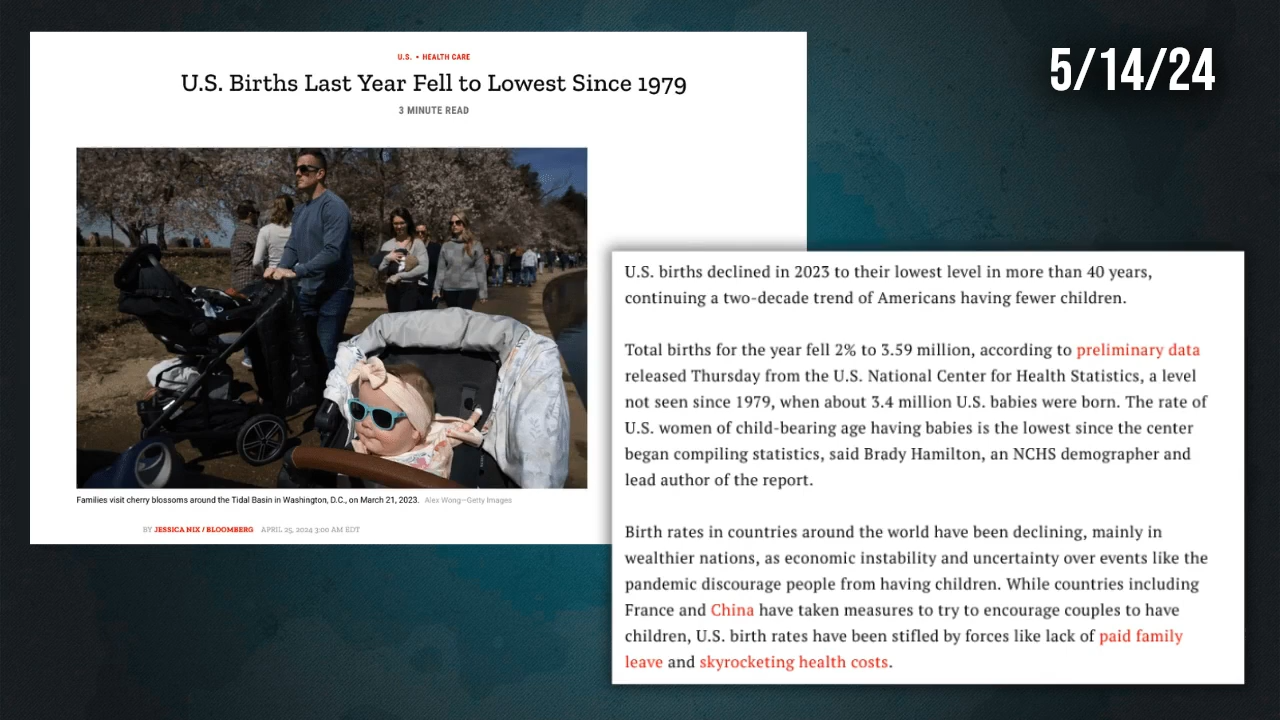 5/14/24
U.S. • HEALTH CARE
U.S. Births Last Year Fell to Lowest Since 1979
3 MINUTE READ
Families visit cherry blossoms around the Tidal Basin in Washington, D.C., on March 21, 2023. Alex Wong—Getty Images
BY JESSICA NIX / BLOOMBERG APRIL 25, 2024 3:00 AM EDT
U.S. births declined in 2023 to their lowest level in more than 40 years,
continuing a two-decade trend of Americans having fewer children.
Total births for the year fell 2% to 3.59 million, according to preliminary data
released Thursday from the U.S. National Center for Health Statistics, a level
not seen since 1979, when about 3.4 million U.S. babies were born. The rate of
U.S. women of child-bearing age having babies is the lowest since the center
began compiling statistics, said Brady Hamilton, an NCHS demographer and
lead author of the report.
Birth rates in countries around the world have been declining, mainly in
wealthier nations, as economic instability and uncertainty over events like the
pandemic discourage people from having children. While countries including
France and China have taken measures to try to encourage couples to have
children, U.S. birth rates have been stifled by forces like lack of paid family
leave and skyrocketing health costs.